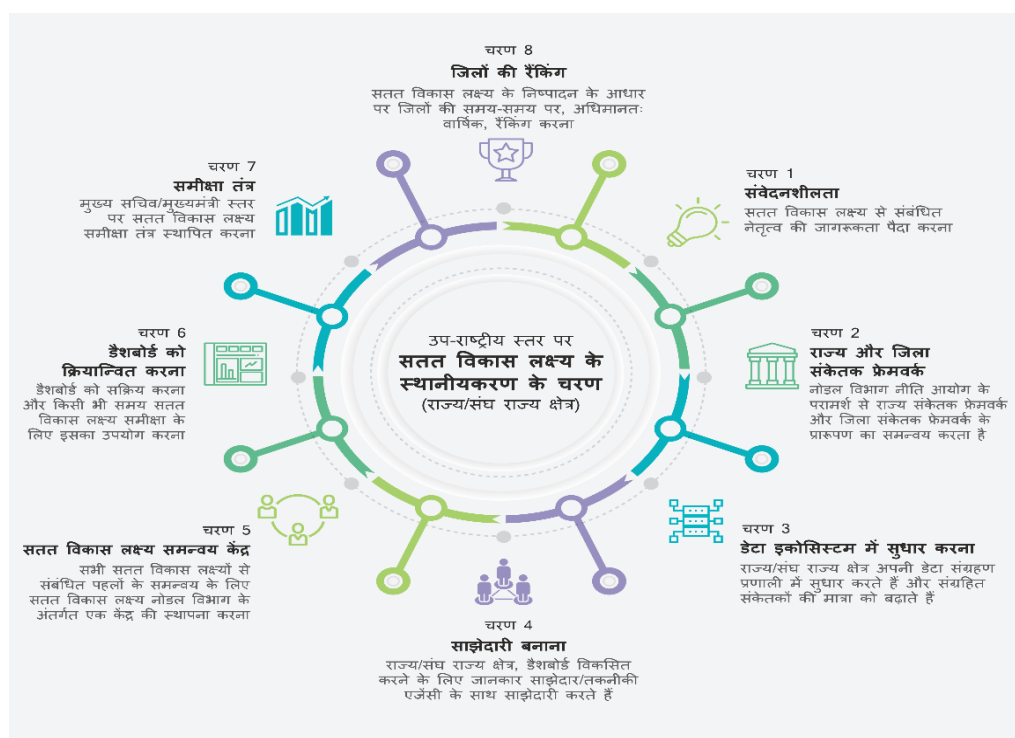 उप-राष्ट्रीय स्तर पर
सतत विकास लक्ष्य के
स्थानीयकरण के चरण
(राज्य/संघ राज्य क्षेत्र)
चरण 1
संवेदनशीलता
सतत विकास लक्ष्य से संबंधित
नेतृत्व की जागरूकता पैदा करना
चरण 2
राज्य और जिला
संकेतक फ्रेमवर्क
नोडल विभाग नीति आयोग के
परामर्श से राज्य संकेतक फ्रेमवर्क
और जिला संकेतक फ्रेमवर्क के
प्रारूपण का समन्वय करता है
चरण 3
डेटा इकोसिस्टम में सुधार करना
राज्य/संघ राज्य क्षेत्र अपनी डेटा संग्रहण
प्रणाली में सुधार करते हैं और संग्रहित
संकेतकों की मात्रा को बढ़ाते हैं
चरण 4
साझेदारी बनाना
राज्य/संघ राज्य क्षेत्र, डैशबोर्ड विकसित
करने के लिए जानकार साझेदार/तकनीकी
एजेंसी के साथ साझेदारी करते हैं
चरण 5
सतत विकास लक्ष्य समन्वय केंद्र
सभी सतत विकास लक्ष्यों से
संबंधित पहलों के समन्वय के लिए
सतत विकास लक्ष्य नोडल विभाग के
अंतर्गत एक केंद्र की स्थापना करना
चरण 6
डैशबोर्ड को
क्रियान्वित करना
डैशबोर्ड को सक्रिय करना
और किसी भी समय सतत
विकास लक्ष्य समीक्षा के
लिए इसका उपयोग करना
चरण 7
समीक्षा तंत्र
मुख्य सचिव/मुख्यमंत्री स्तर
पर सतत विकास लक्ष्य
समीक्षा तंत्र स्थापित करना
चरण 8
जिलों की रैंकिंग
सतत विकास लक्ष्य के निष्पादन के आधार
पर जिलों की समय-समय पर, अधिमानतः
वार्षिक, रैंकिंग करना